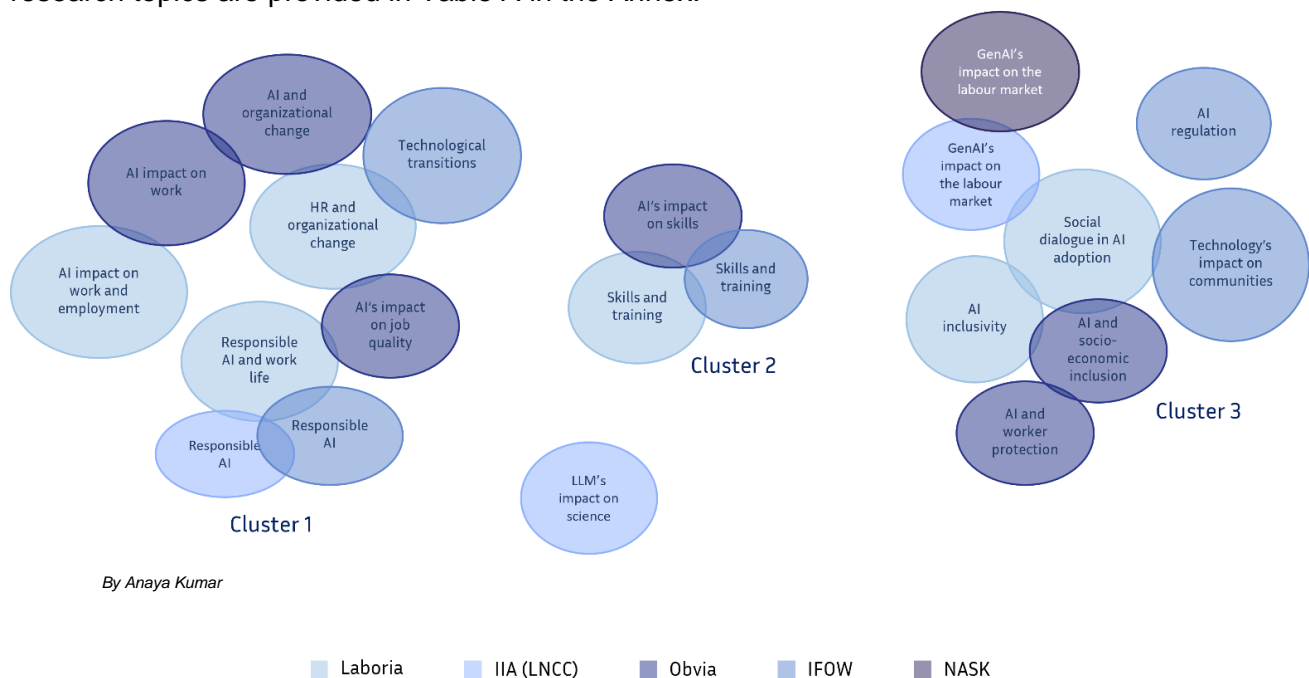 research topics are provided in Table A in the Annex.
AI and
organizational
change
Technological
transitions
AI impact on
work
HR and
organizational
change
AI impact on
work and
employment
AI's impact
on job
quality
Responsible
AI and work
life
Responsible
AI
Responsible
AI
Cluster 1
AI's impact
on skills
Skills and
training
Skills and
training
Cluster 2
LLM's
impact on
science
GenAI's
impact on the
labour market
AI
regulation
GenAI's
impact on
the labour
market
Social
dialogue in AI
adoption
Technology's
impact on
communities
AI
inclusivity
AI and
socio-
economic
inclusion
AI and
worker
protection
Cluster 3
By Anaya Kumar
Laboria
IIA (LNCC)
Obvia
IFOW
NASK